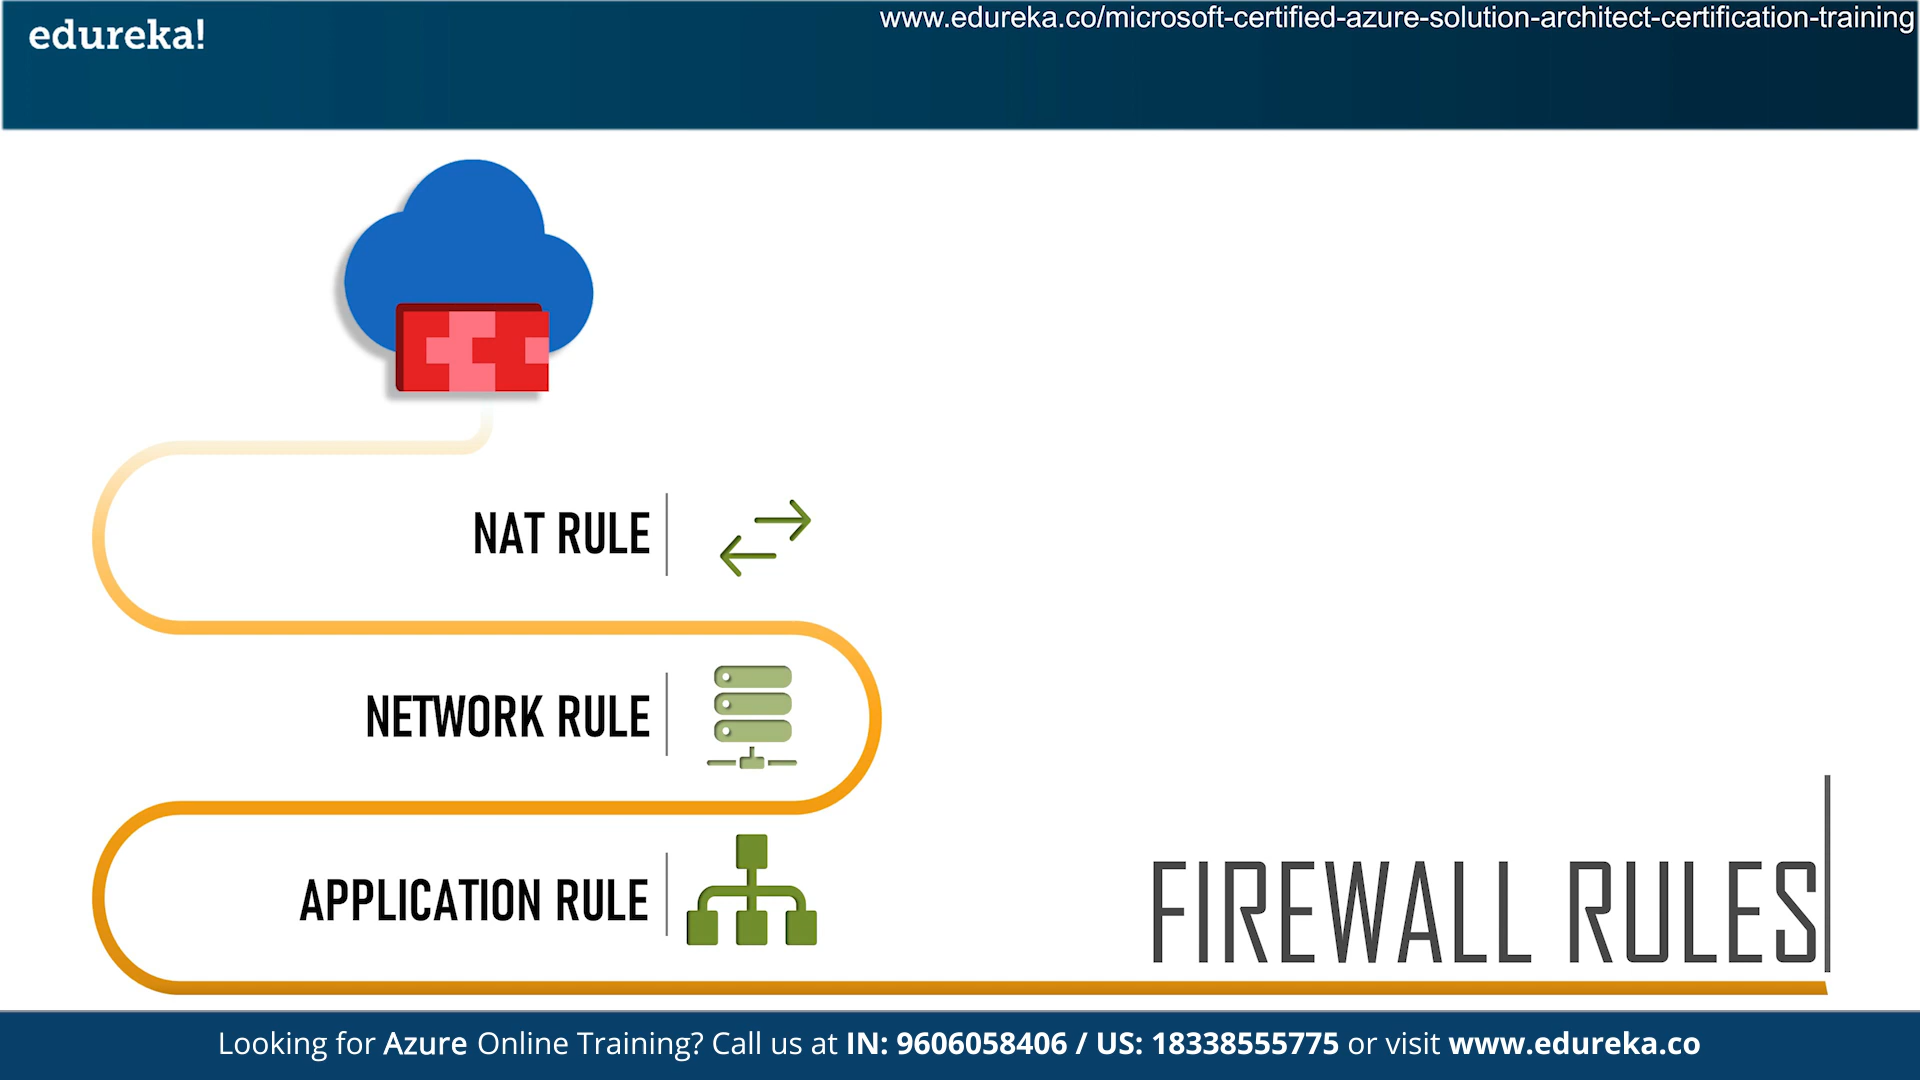 edureka!
www.edureka.co/microsoft-certified-azure-solution-architect-certification-training
NAT RULE
NETWORK RULE
APPLICATION RULE
FIREWALL RULES
Looking for Azure Online Training? Call us at IN: 9606058406 / US: 18338555775 or visit www.edureka.co